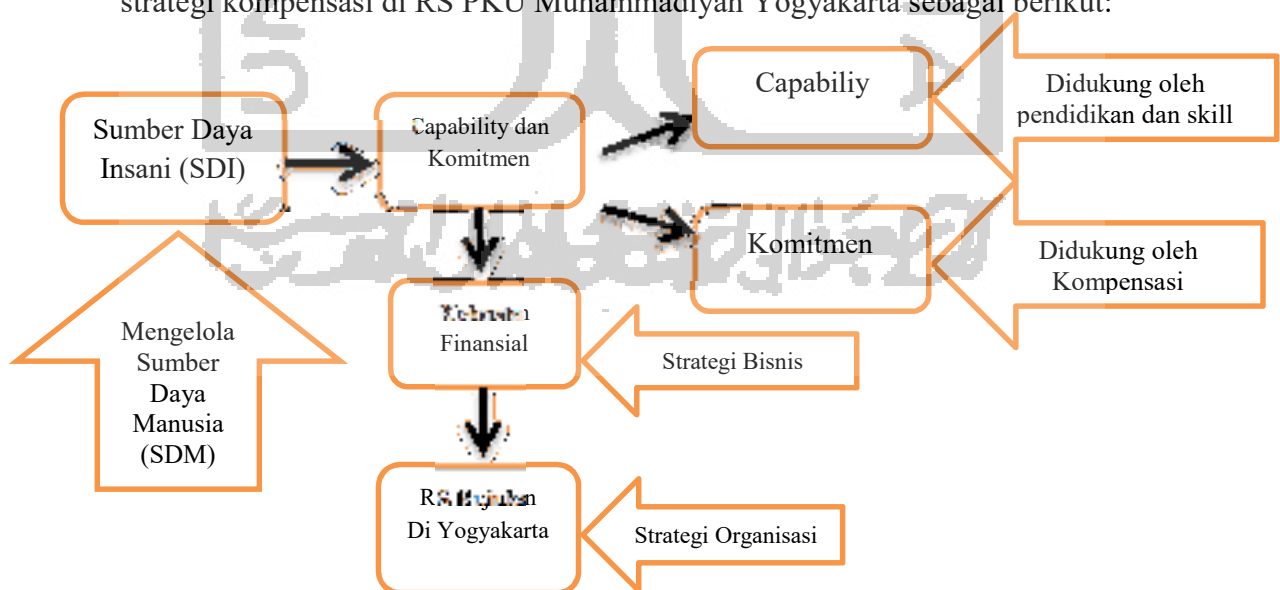 strategi kompensasi di RS PKU Muhammadiyah Yogyakarta sebagai berikut:
Sumber Daya
Insani (SDI)
Capability dan
Komitmen
Capabiliy
Didukung oleh
pendidikan dan skill
Komitmen
Didukung oleh
Kompensasi
Mengelola
Sumber
Daya
Manusia
(SDM)
Finansial
Strategi Bisnis
RS
Di Yogyakarta
Strategi Organisasi